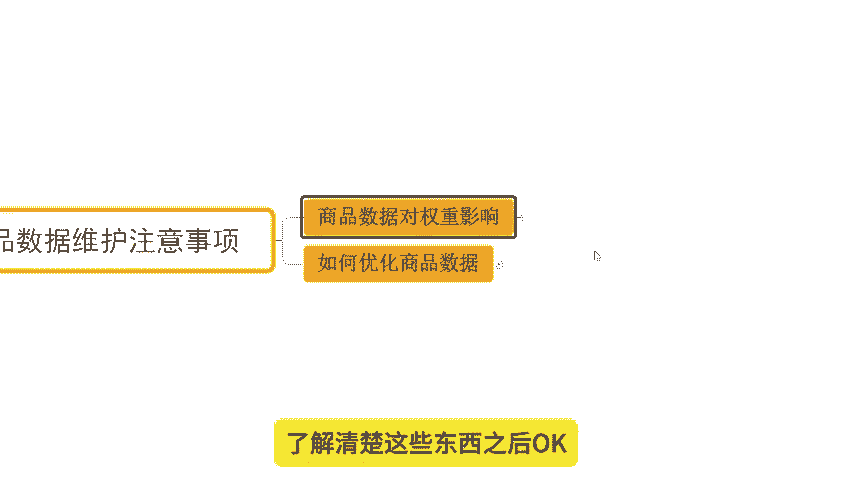 商品数据对权重影响
品数据维护注意事项
如何优化商品数据
了解清楚这些东西之后OK